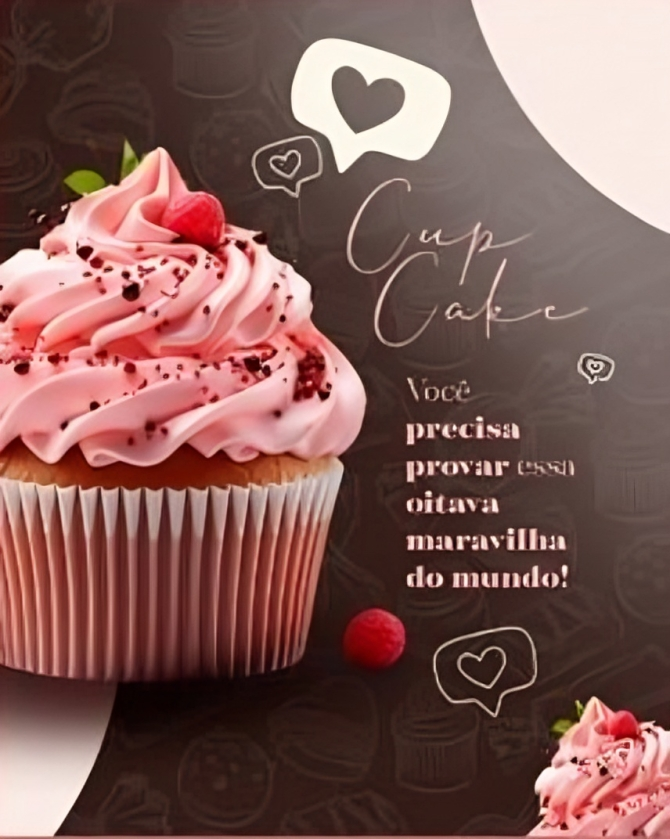 Cup
Cake
Você
precisa
provar essa
oitava
maravilha
do mundo!